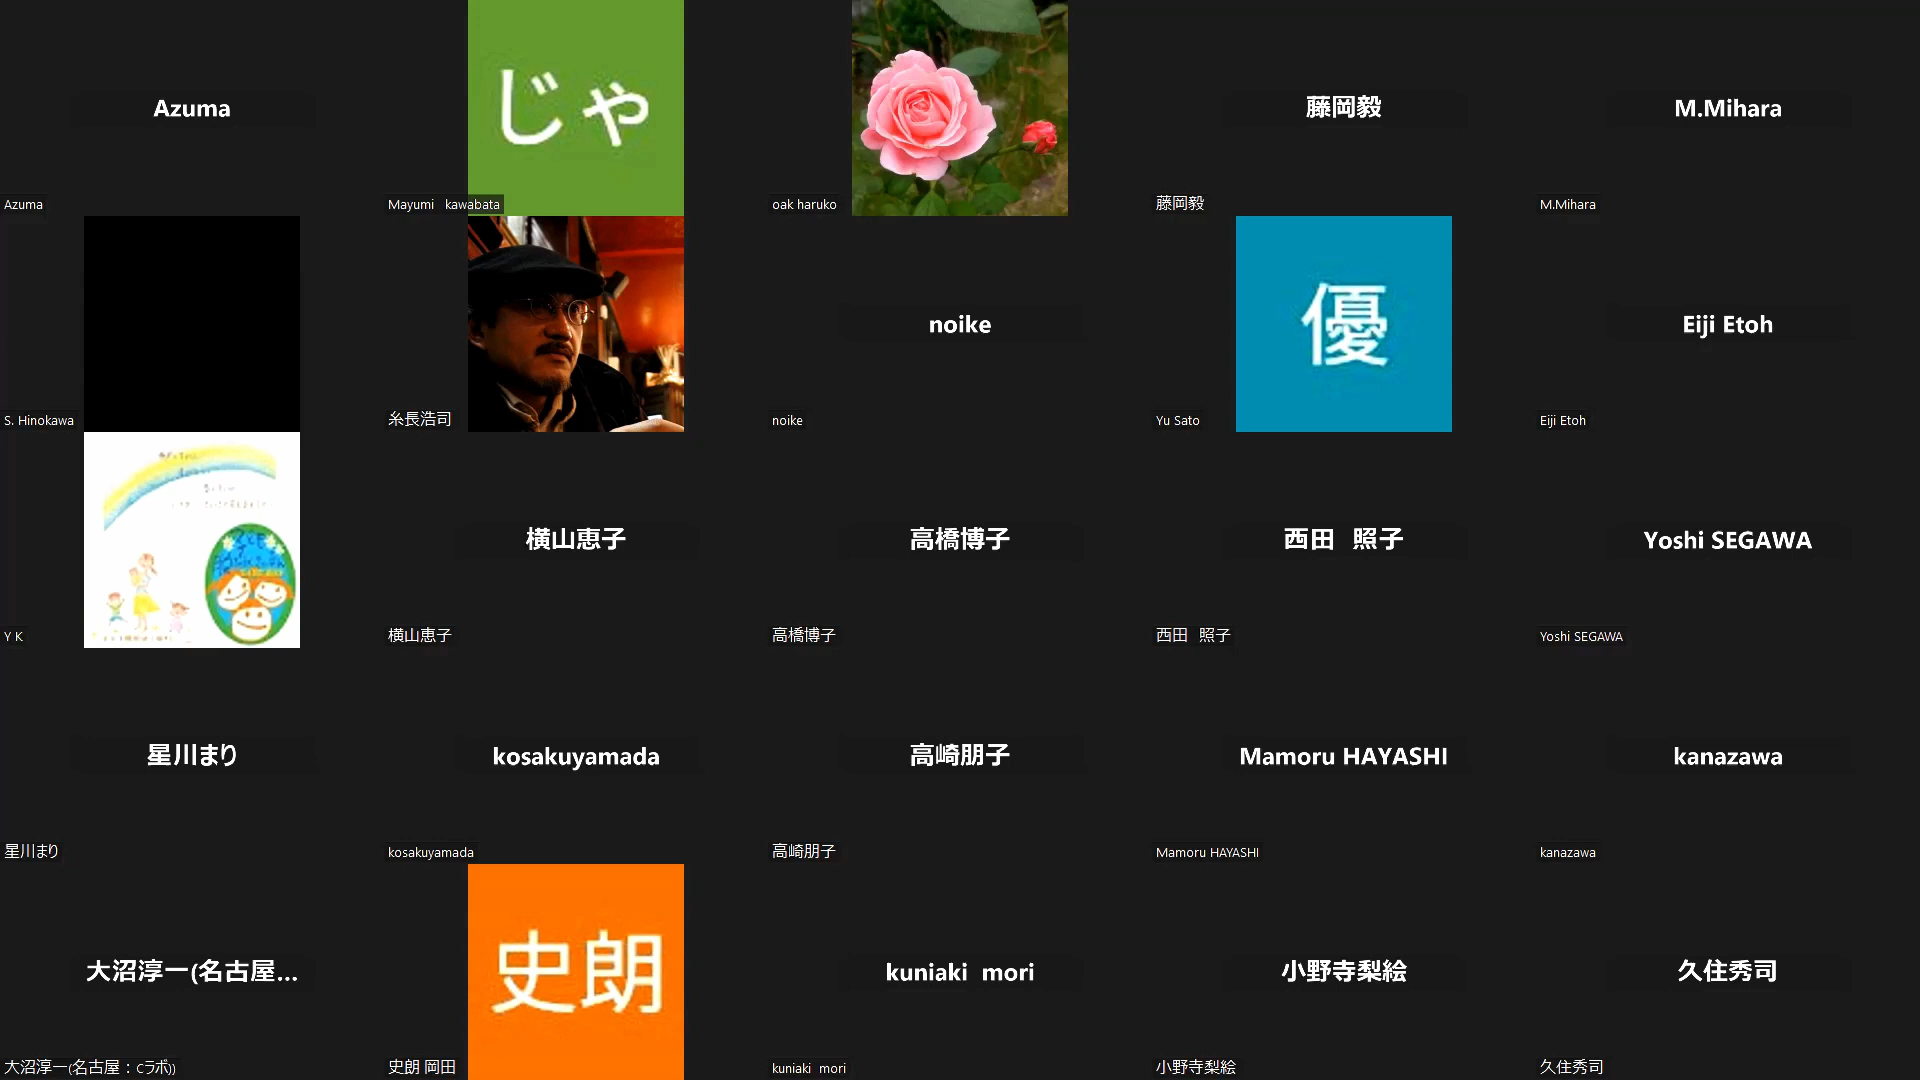 Azuma
じゃ
藤岡毅
M.Mihara
Azuma
Mayumi kawabata
oak haruko
藤岡毅
M.Mihara
noike
優
Eiji Etoh
S. Hinokawa
糸長浩司
noike
Yu Sato
Eiji Etoh
横山恵子
高橋博子
西田 照子
Yoshi SEGAWA
Y K
横山恵子
高橋博子
西田 照子
Yoshi SEGAWA
星川まり
kosakuyamada
高崎朋子
Mamoru HAYASHI
kanazawa
星川まり
kosakuyamada
高崎朋子
Mamoru HAYASHI
kanazawa
大沼淳一(名古屋...
史朗
kuniaki mori
小野寺梨絵
久住秀司
大沼淳一(名古屋：Cラボ))
史朗 岡田
kuniaki mori
小野寺梨絵
久住秀司